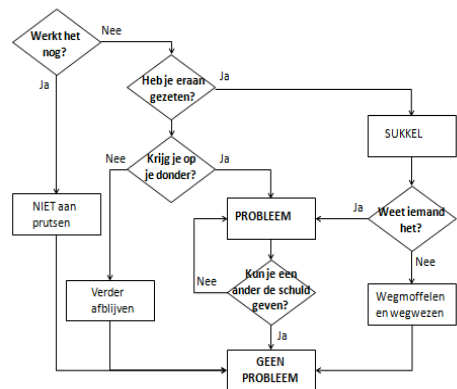 Werkt het
nog?
Nee
Ja
Heb je eraan
gezeten?
Ja
SUKKEL
Nee
Krijg je op
je donder?
Ja
NIET aan
prutsen
PROBLEEM
Ja
Weet iemand
het?
Nee
Verder
afblijven
Nee
Kun je een
ander de schuld
geven?
Ja
Wegmoffelen
en wegwezen
GEEN
PROBLEEM